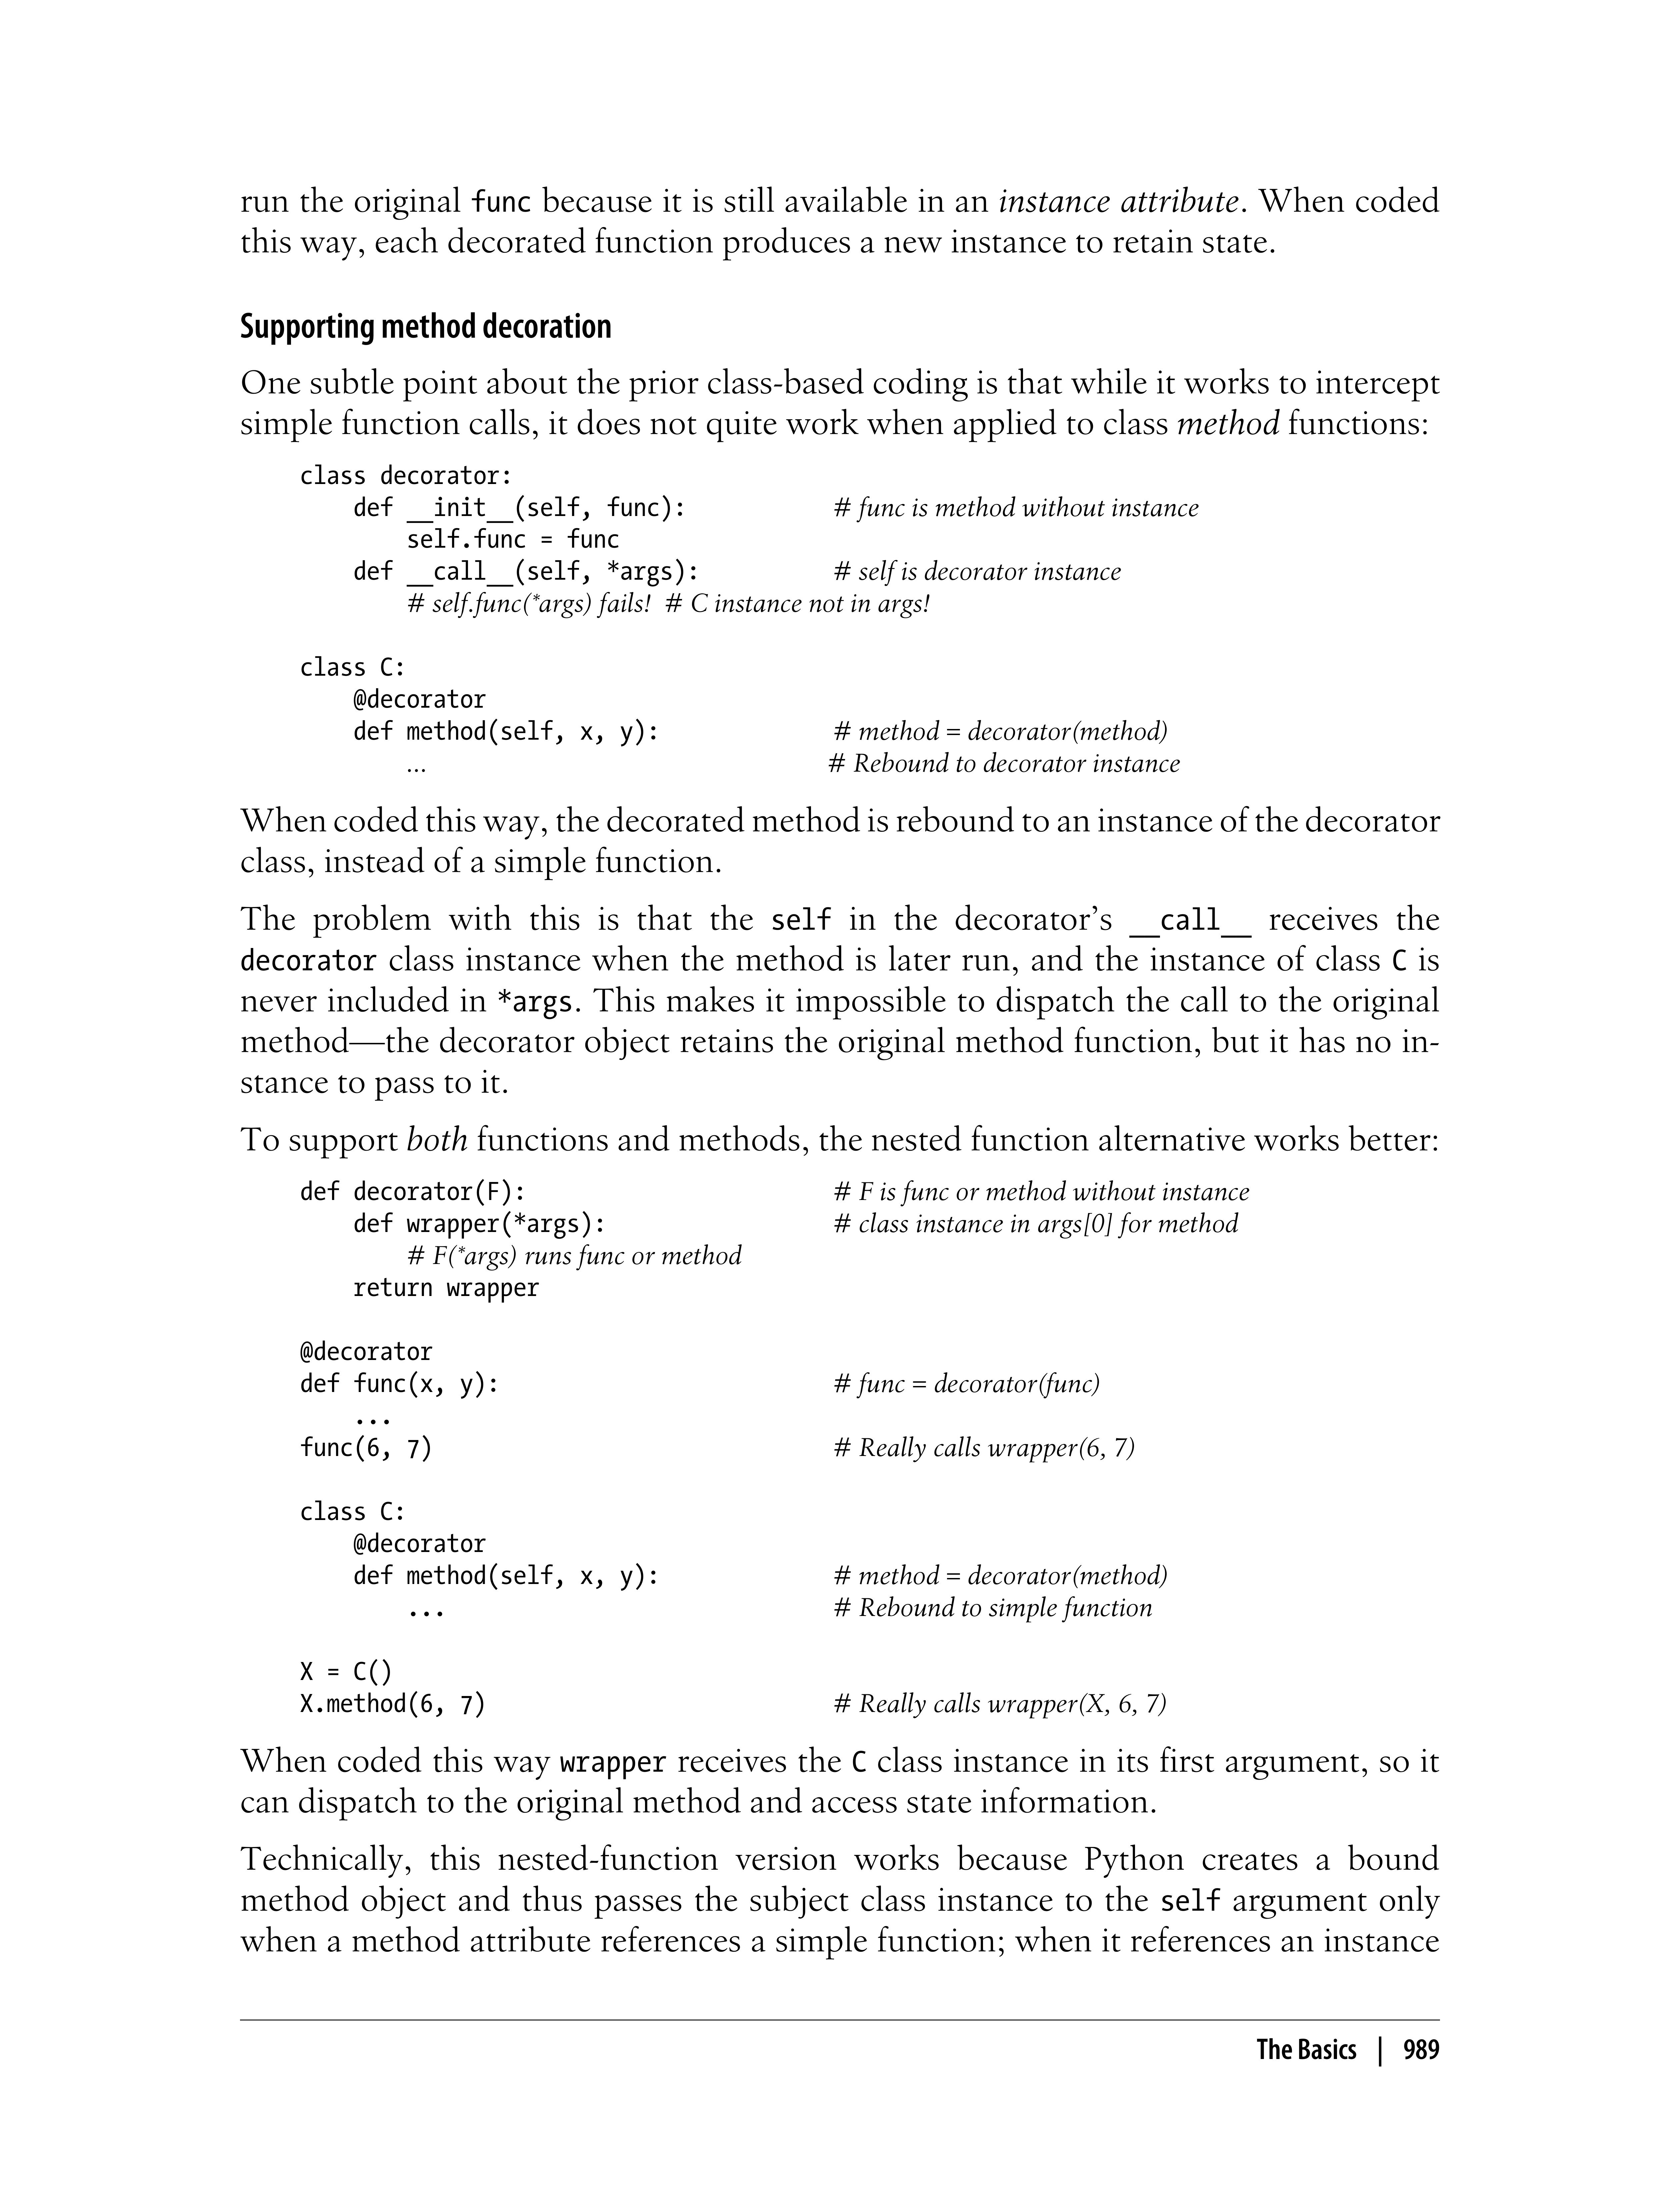 run the original func because it is still available in an instance attribute. When coded
this way, each decorated function produces a new instance to retain state.
Supporting method decoration
One subtle point about the prior class-based coding is that while it works to intercept
simple function calls, it does not quite work when applied to class method functions:
class decorator:
    def __init__(self, func):             # func is method without instance
        self.func = func
    def __call__(self, *args):            # self is decorator instance
        # self.func(*args) fails!  # C instance not in args!
class C:
    @decorator
    def method(self, x, y):               # method = decorator(method)
        ...                               # Rebound to decorator instance
When coded this way, the decorated method is rebound to an instance of the decorator
class, instead of a simple function.
The problem with this is that the self in the decorator’s __call__ receives the
decorator class instance when the method is later run, and the instance of class C is
never included in *args. This makes it impossible to dispatch the call to the original
method—the decorator object retains the original method function, but it has no in-
stance to pass to it.
To support both functions and methods, the nested function alternative works better:
def decorator(F):                         # F is func or method without instance
    def wrapper(*args):                   # class instance in args[0] for method
        # F(*args) runs func or method
    return wrapper
@decorator
def func(x, y):                           # func = decorator(func)
    ...
func(6, 7)                                # Really calls wrapper(6, 7)
class C:
    @decorator
    def method(self, x, y):               # method = decorator(method)
        ...                               # Rebound to simple function
X = C()
X.method(6, 7)                            # Really calls wrapper(X, 6, 7)
When coded this way wrapper receives the C class instance in its first argument, so it
can dispatch to the original method and access state information.
Technically, this nested-function version works because Python creates a bound
method object and thus passes the subject class instance to the self argument only
when a method attribute references a simple function; when it references an instance
The Basics | 989